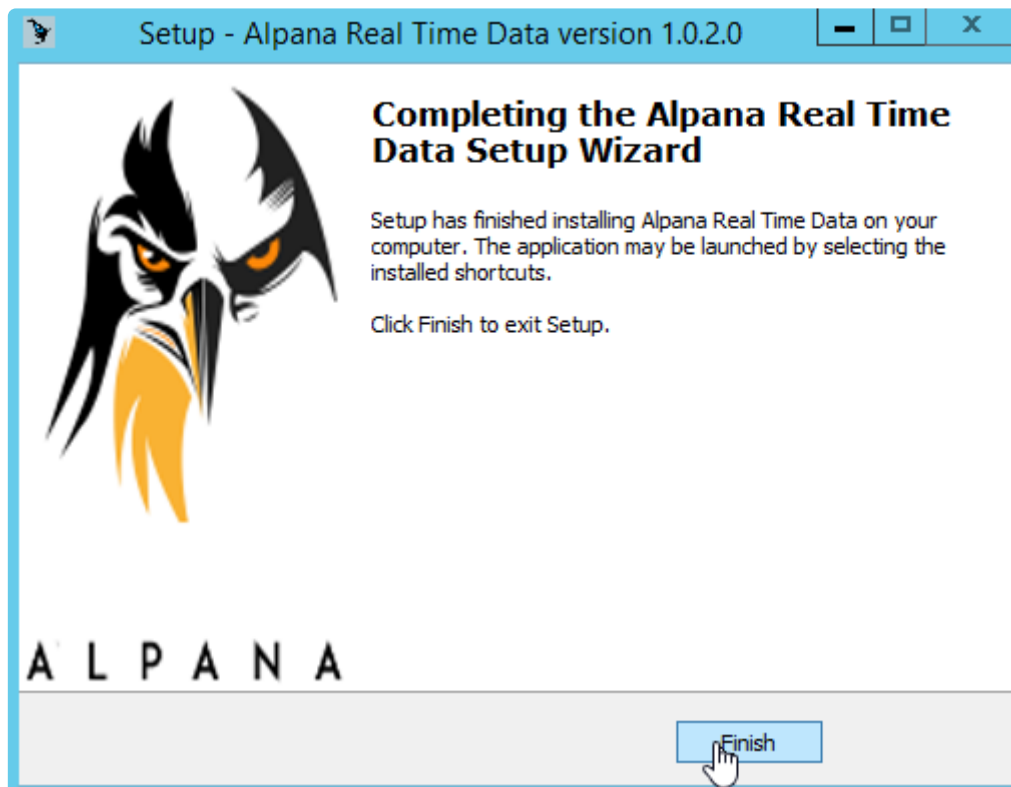 Setup - Alpana Real Time Data version 1.0.2.0
Completing the Alpana Real Time
Data Setup Wizard
Setup has finished installing Alpana Real Time Data on your
computer. The application may be launched by selecting the
installed shortcuts.
Click Finish to exit Setup.
ALPANA
Finish